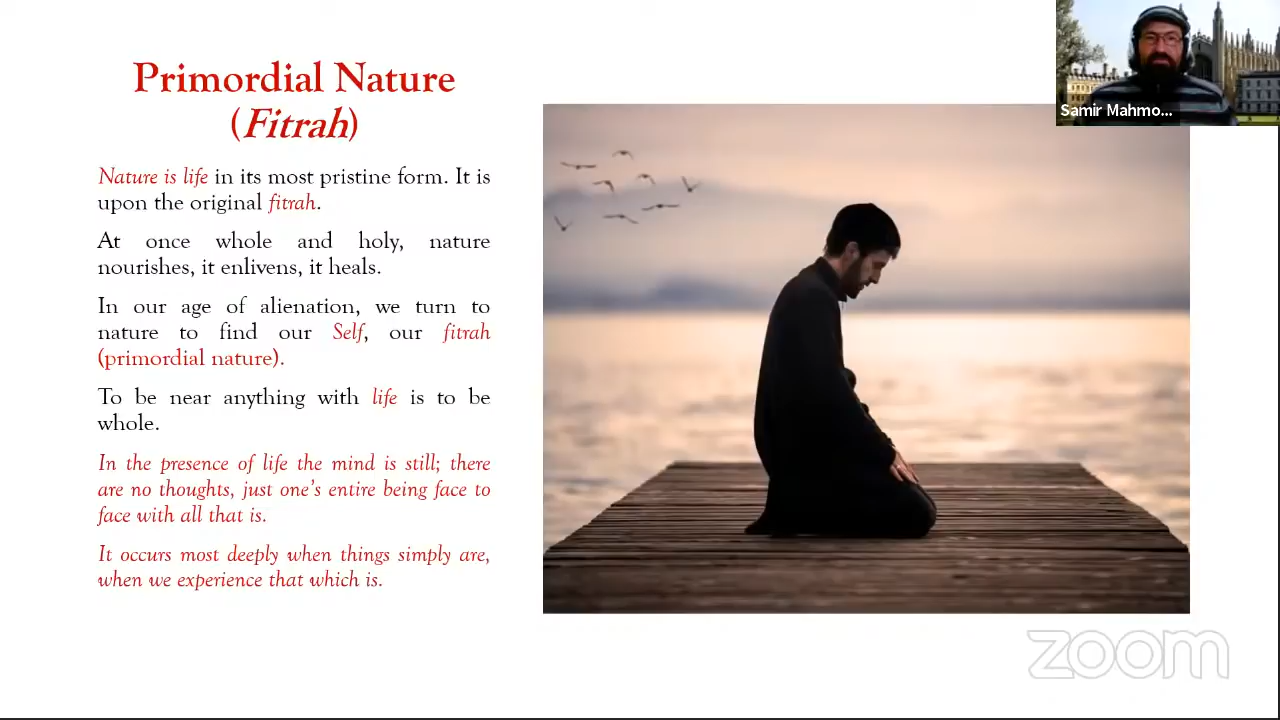 Primordial Nature
(Fitrah)
Nature is life in its most pristine form. It is
upon the original fitrah.
At once whole and holy, nature
nourishes, it enlivens, it heals.
In our age of alienation, we turn to
nature to find our Self, our fitrah
(primordial nature).
To be near anything with life is to be
whole.
In the presence of life the mind is still; there
are no thoughts, just one's entire being face to
face with all that is.
It occurs most deeply when things simply are,
when we experience that which is.
Samir Mahmo...
zoom